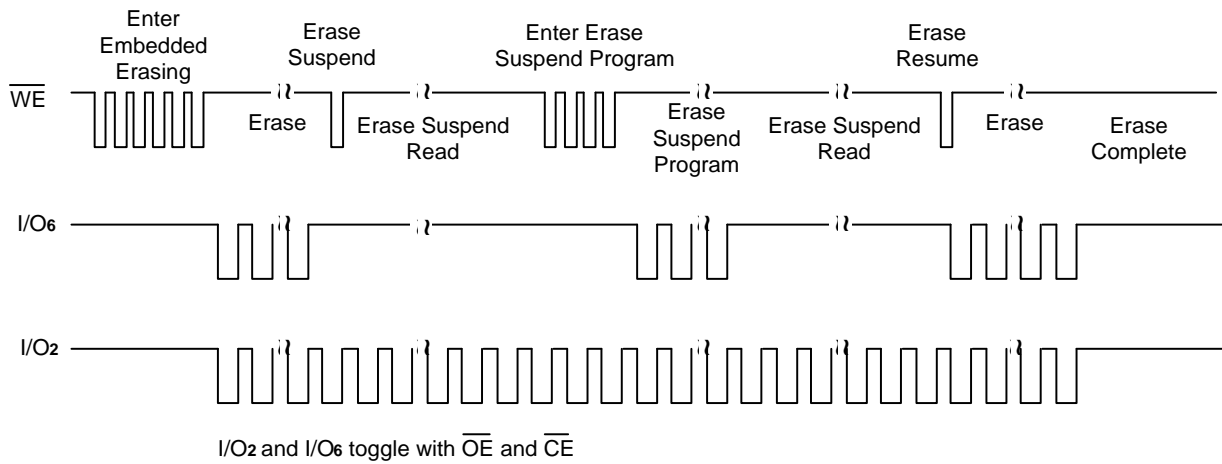 Enter
Embedded
Erasing
Erase
Suspend
Enter Erase
Suspend Program
Erase
Resume
WE
Erase
Erase Suspend
Read
Erase
Suspend
Program
Erase Suspend
Read
Erase
Erase
Complete
I/O6
I/O2
I/O2 and I/O6 toggle with OE and CE